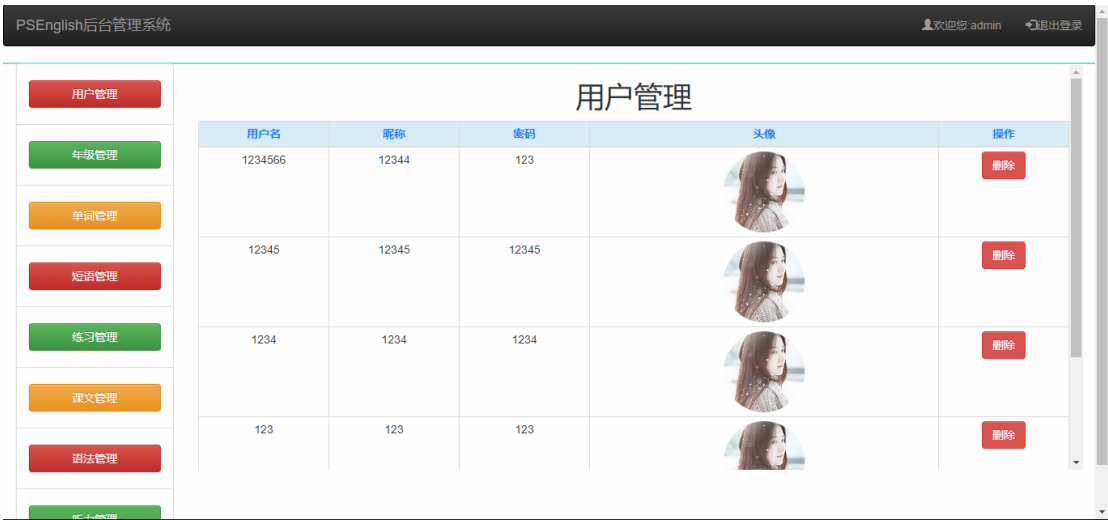 PSEnglish后台管理系统 欢迎您:admin 退出登录
用户管理
年级管理
单词管理
短语管理
练习管理
课文管理
语法管理
听力管理
用户管理
用户名 昵称 密码 头像 操作
1234566 12344 123 删除
12345 12345 12345 删除
1234 1234 1234 删除
123 123 123 删除